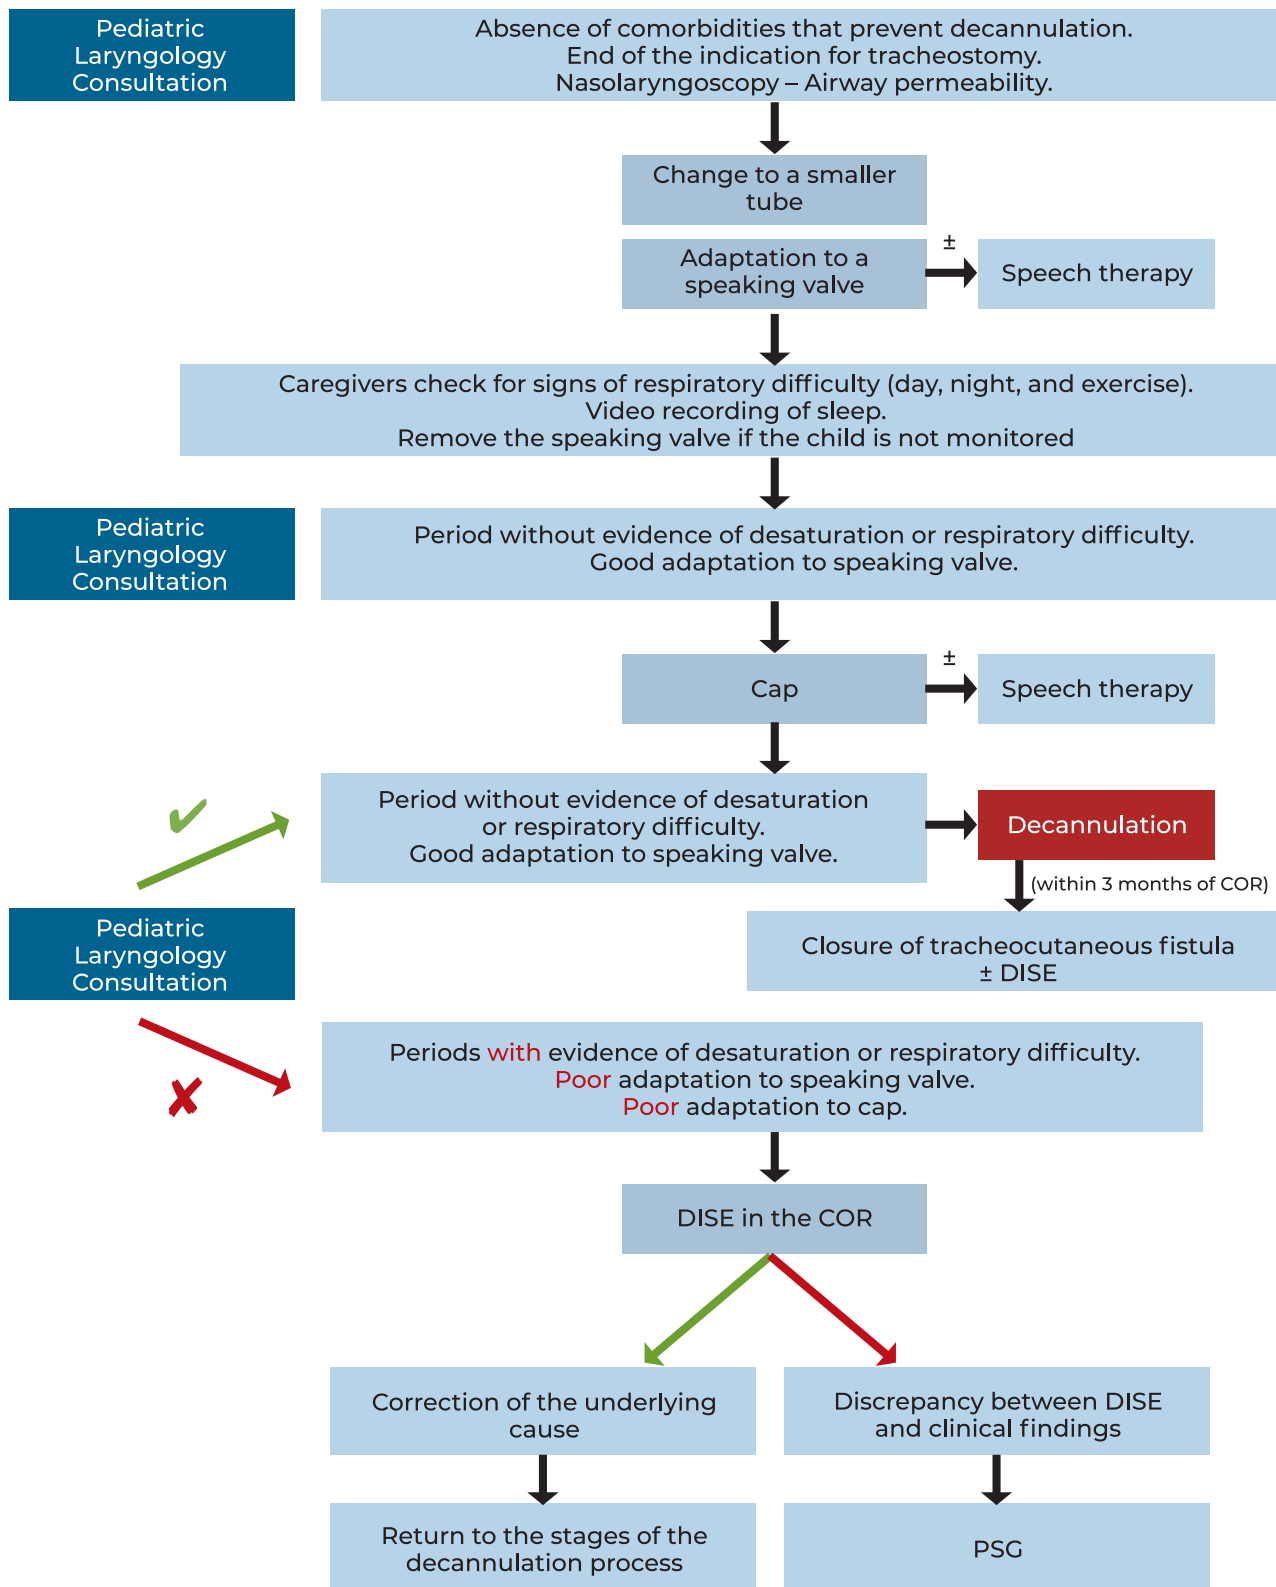 Pediatric
Laryngology
Consultation
Absence of comorbidities that prevent decannulation.
End of the indication for tracheostomy.
Nasolaryngoscopy – Airway permeability.
Change to a smaller
tube
Adaptation to a
speaking valve
±
Speech therapy
Caregivers check for signs of respiratory difficulty (day, night, and exercise).
Video recording of sleep.
Remove the speaking valve if the child is not monitored
Pediatric
Laryngology
Consultation
Period without evidence of desaturation or respiratory difficulty.
Good adaptation to speaking valve.
Cap
±
Speech therapy
Period without evidence of desaturation
or respiratory difficulty.
Good adaptation to speaking valve.
Decannulation
(within 3 months of COR)
Closure of tracheocutaneous fistula
± DISE
Pediatric
Laryngology
Consultation
Periods with evidence of desaturation or respiratory difficulty.
Poor adaptation to speaking valve.
Poor adaptation to cap.
DISE in the COR
Correction of the underlying
cause
Discrepancy between DISE
and clinical findings
Return to the stages of the
decannulation process
PSG